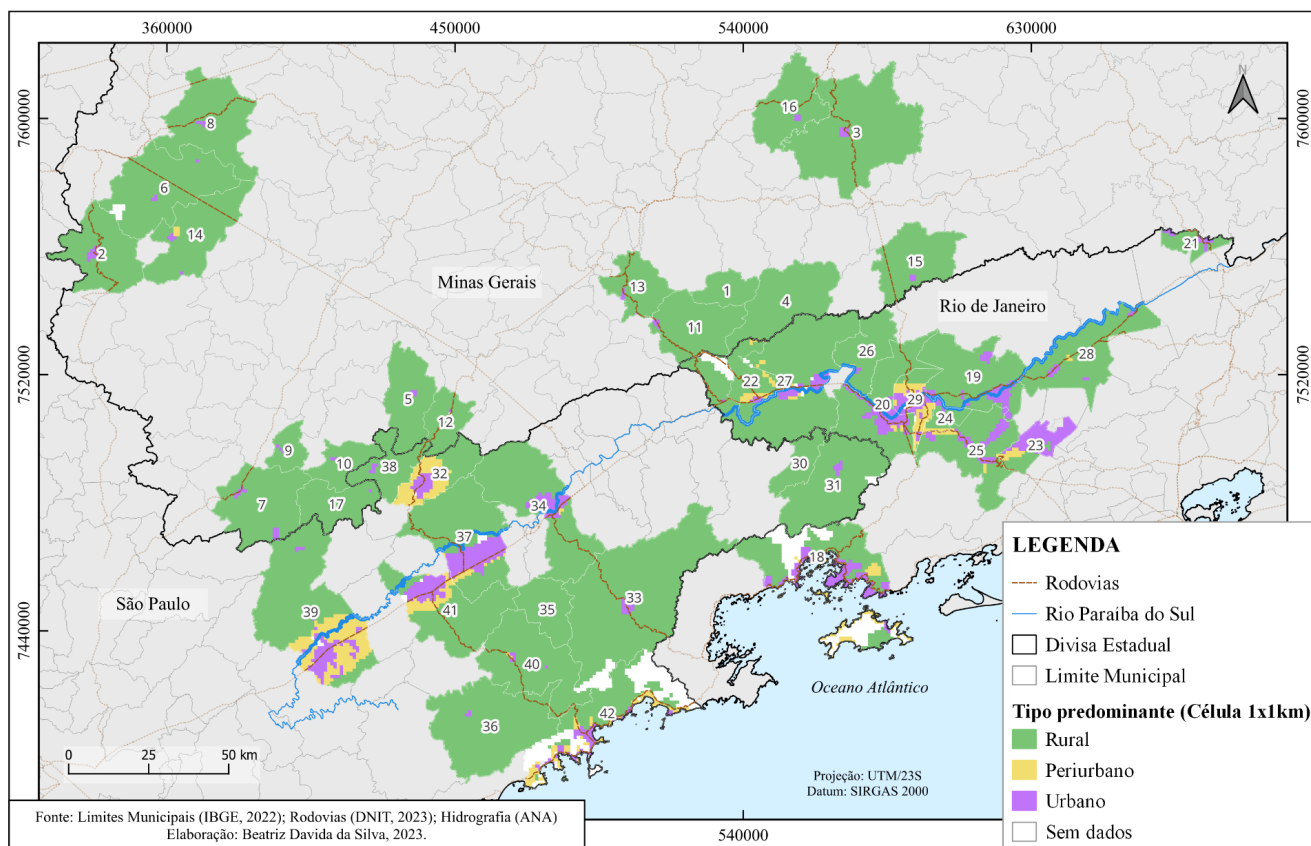 360000
450000
540000
630000
7600000
7600000
N
16
8
3
6
14
2
21
15
Minas Gerais
13
1
4
Rio de Janeiro
11
26
28
7520000
7520000
22
27
19
5
20
29
24
12
25
23
9
10
38
30
7
17
32
31
34
37
18
São Paulo
39
41
35
33
7440000
40
Oceano Atlântico
36
42
0
25
50 km
Projeção: UTM/23S
Datum: SIRGAS 2000
LEGENDA
Rodovias
Rio Paraíba do Sul
Divisa Estadual
Limite Municipal
Tipo predominante (Célula 1x1km)
Rural
Periurbano
Urbano
Sem dados
Fonte: Limites Municipais (IBGE, 2022); Rodovias (DNIT, 2023); Hidrografia (ANA)
Elaboração: Beatriz Davida da Silva, 2023.
540000